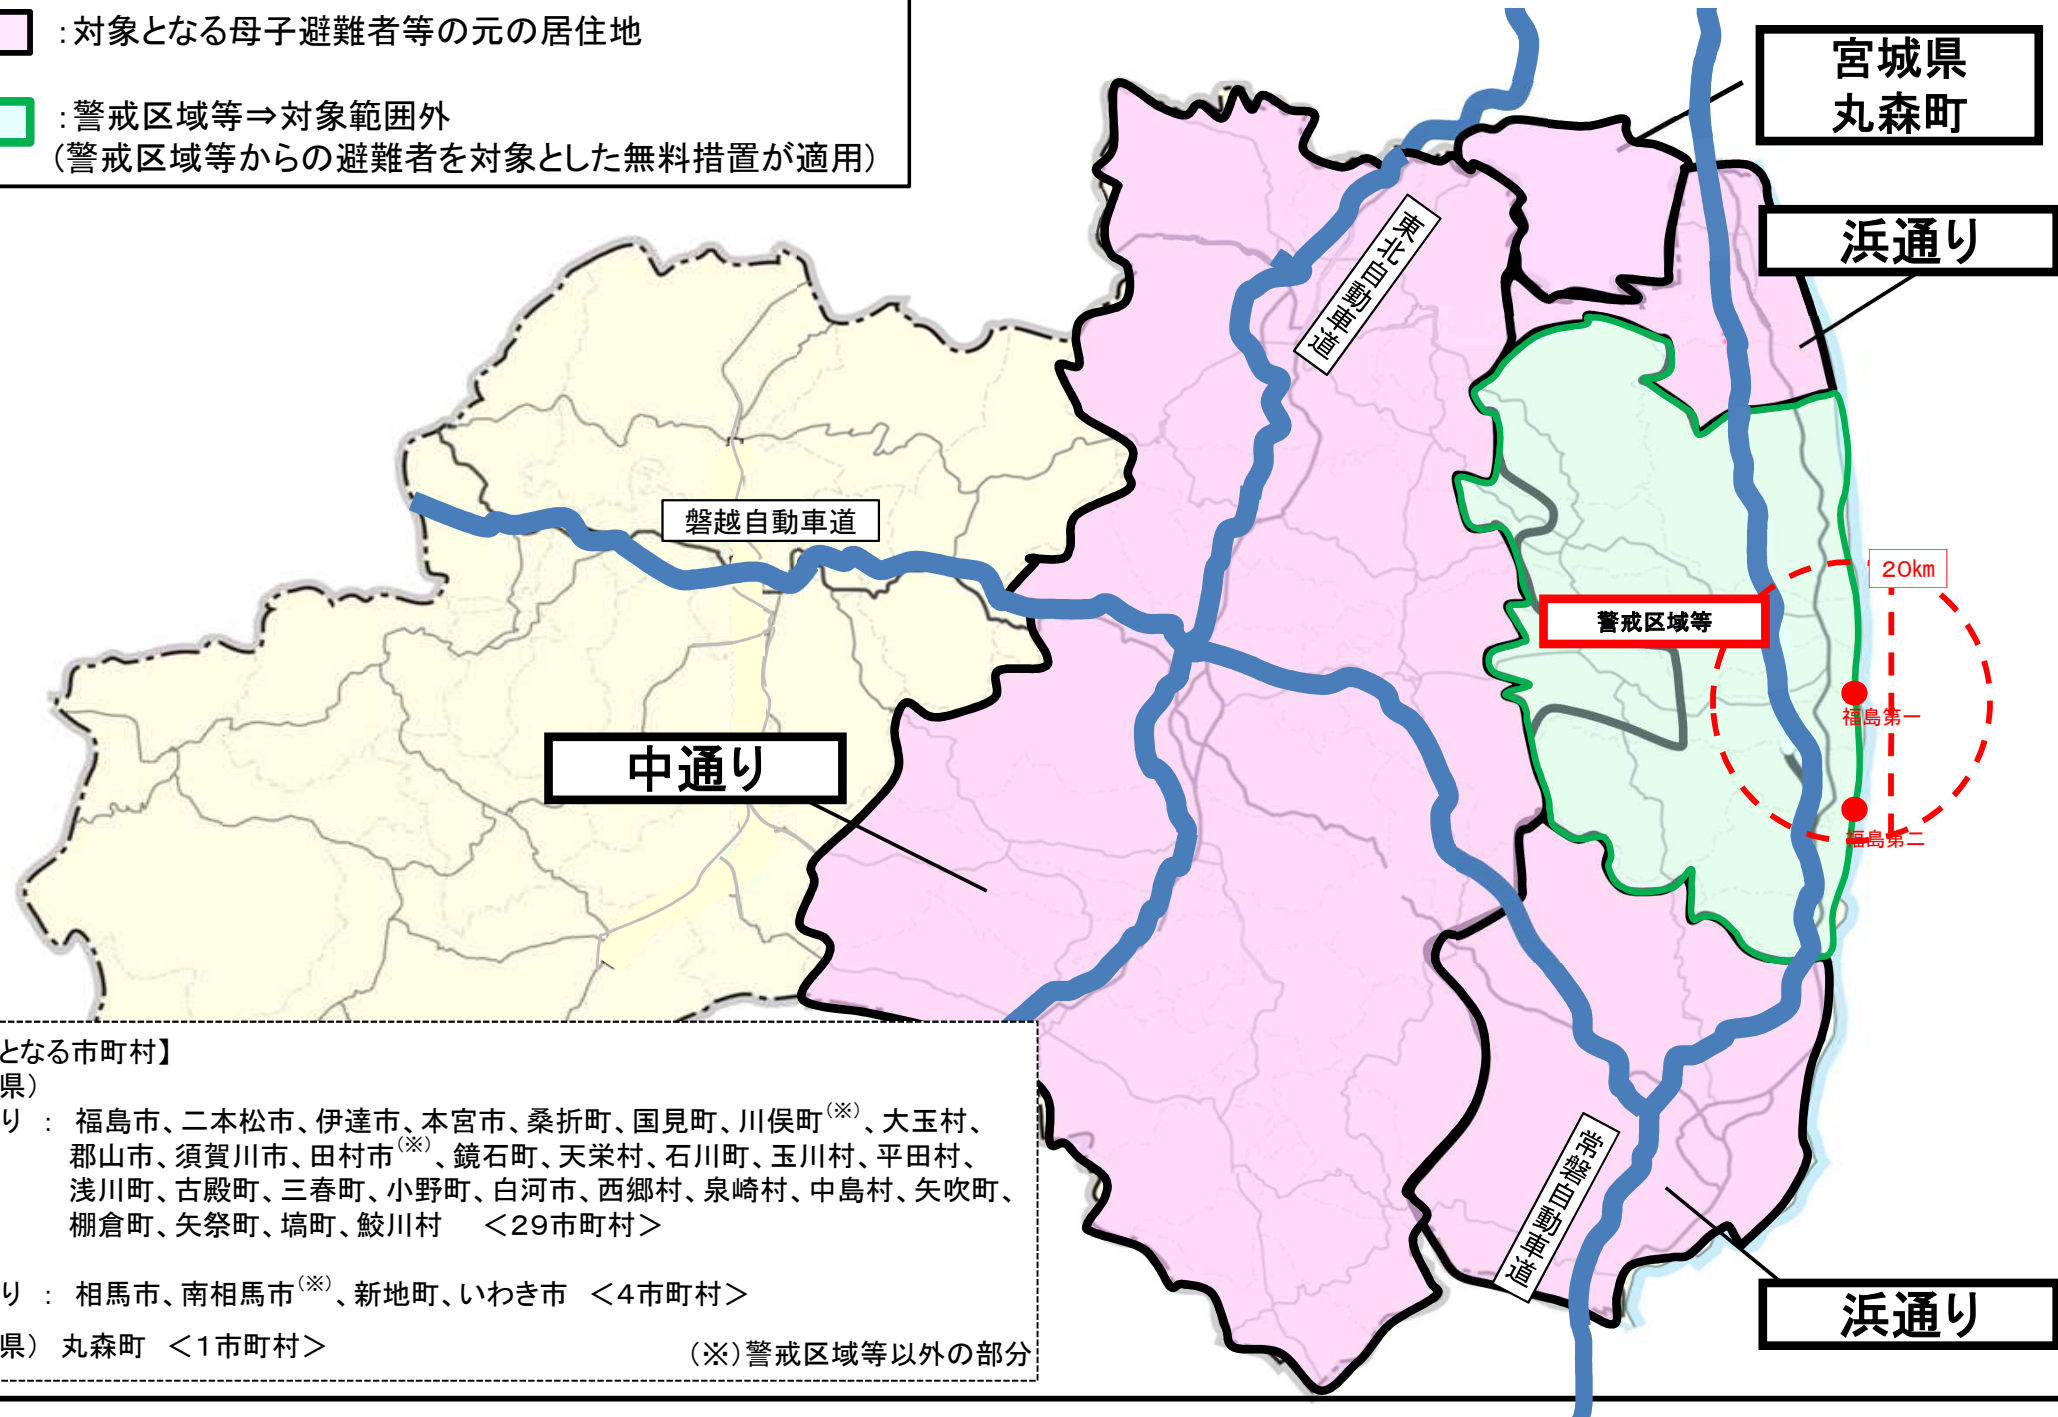 ：対象となる母子避難者等の元の居住地
：警戒区域等⇒対象範囲外
（警戒区域等からの避難者を対象とした無料措置が適用）
宮城県
丸森町
浜通り
東北自動車道
磐越自動車道
20km
警戒区域等
福島第一
中通り
福島第二
となる市町村】
県）
り ： 福島市、二本松市、伊達市、本宮市、桑折町、国見町、川俣町(※)、大玉村、
郡山市、須賀川市、田村市(※)、鏡石町、天栄村、石川町、玉川村、平田村、
浅川町、古殿町、三春町、小野町、白河市、西郷村、泉崎村、中島村、矢吹町、
棚倉町、矢祭町、塙町、鮫川村 ＜29市町村＞
り ： 相馬市、南相馬市(※)、新地町、いわき市 ＜4市町村＞
県） 丸森町 ＜1市町村＞
（※）警戒区域等以外の部分
常磐自動車道
浜通り